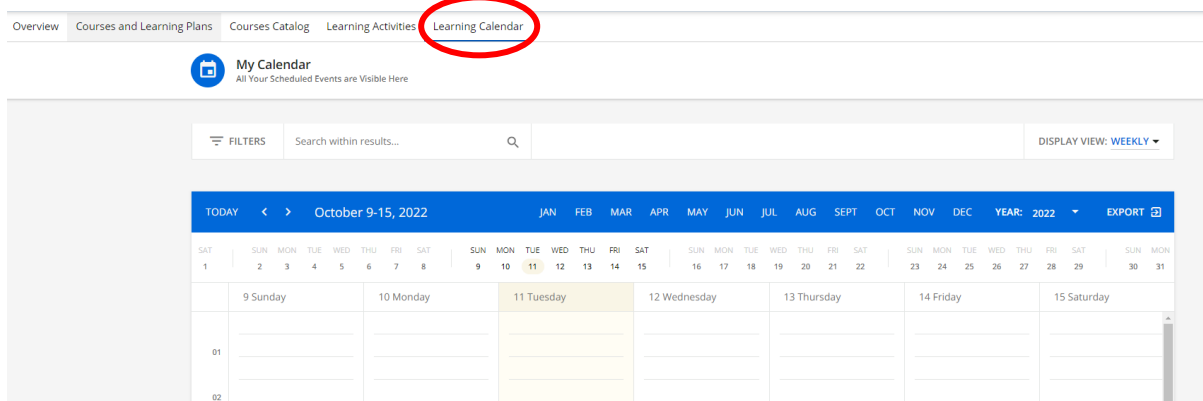 Overview Courses and Learning Plans Courses Catalog Learning Activities Learning Calendar
My Calendar
All Your Scheduled Events are Visible Here
FILTERS Search within results... DISPLAY VIEW: WEEKLY
TODAY < > October 9-15, 2022 JAN FEB MAR APR MAY JUN JUL AUG SEPT OCT NOV DEC YEAR: 2022 EXPORT
SAT SUN MON TUE WED THU FRI SAT SUN MON TUE WED THU FRI SAT SUN MON TUE WED THU FRI SAT SUN MON TUE WED THU FRI SAT SUN MON
1 2 3 4 5 6 7 8 9 10 11 12 13 14 15 16 17 18 19 20 21 22 23 24 25 26 27 28 29 30 31
9 Sunday 10 Monday 11 Tuesday 12 Wednesday 13 Thursday 14 Friday 15 Saturday
01
02